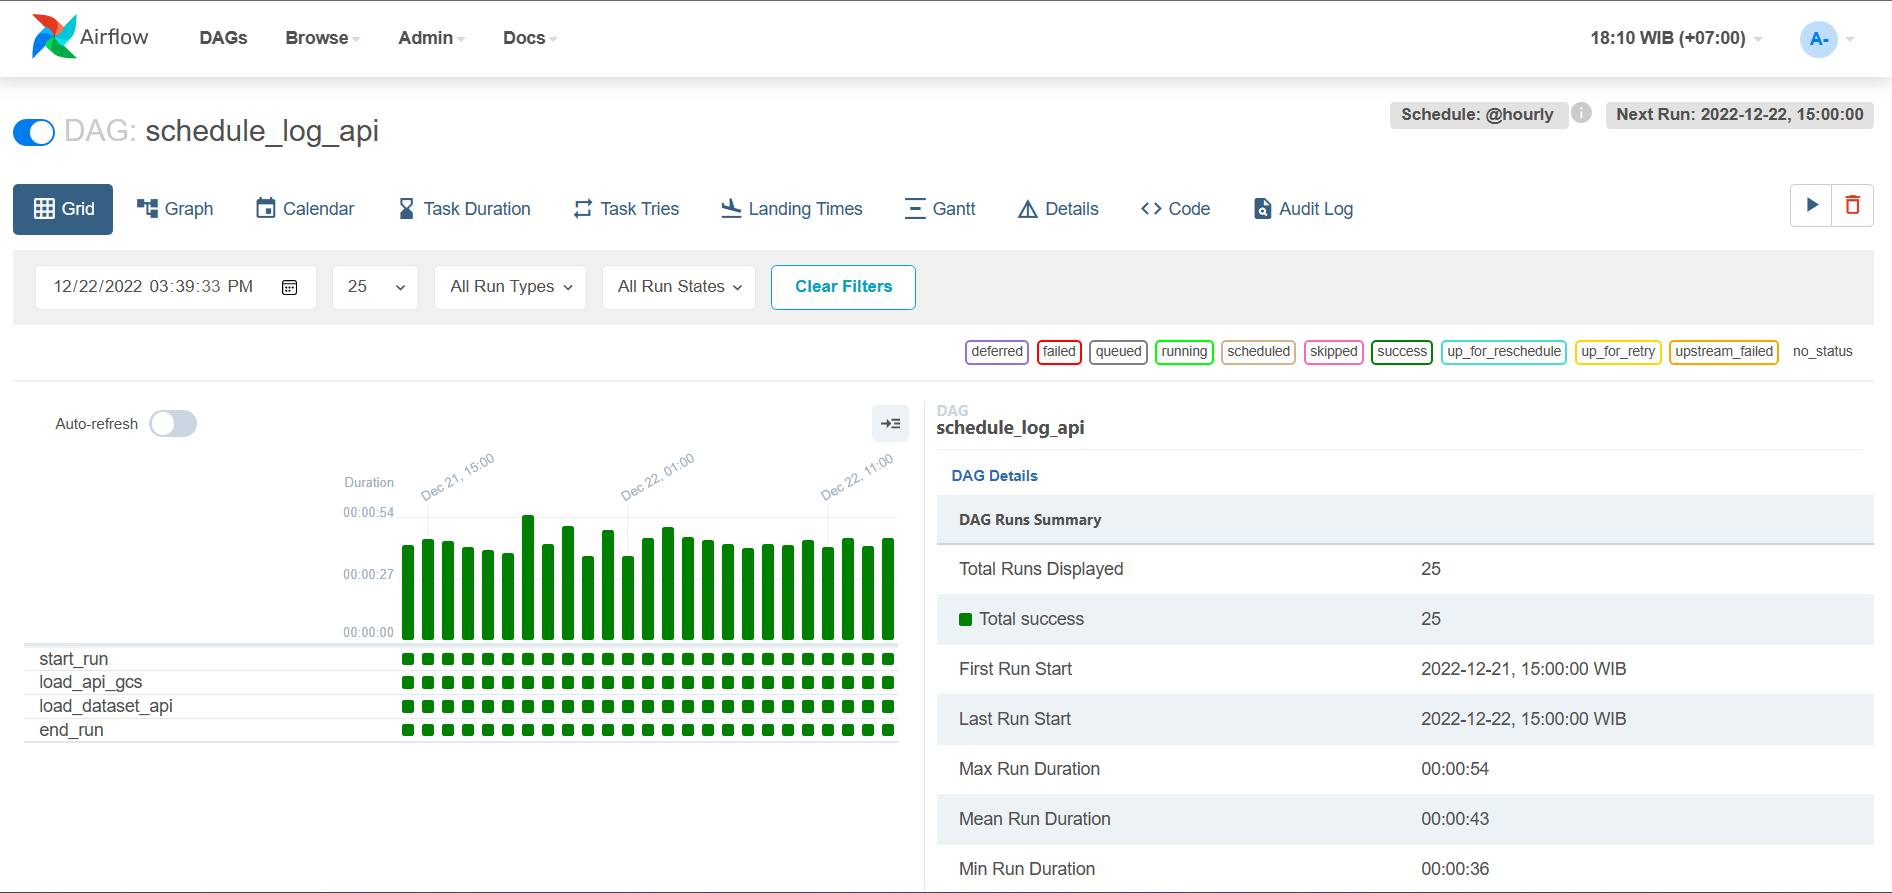 Airflow DAGs Browse Admin Docs 18:10 WIB (+07:00) A-
DAG: schedule_log_api Schedule: @hourly i Next Run: 2022-12-22, 15:00:00
Grid Graph Calendar Task Duration Task Tries Landing Times Gantt Details Code Audit Log
12/22/2022 03:39:33 PM 25 All Run Types All Run States Clear Filters
deferred failed queued running scheduled skipped success up_for_reschedule up_for_retry upstream_failed no_status
Auto-refresh
Duration
Dec 21, 15:00 Dec 22, 01:00 Dec 22, 11:00
00:00:54
00:00:27
00:00:00
start_run
load_api_gcs
load_dataset_api
end_run
DAG
schedule_log_api
DAG Details
DAG Runs Summary
Total Runs Displayed 25
Total success 25
First Run Start 2022-12-21, 15:00:00 WIB
Last Run Start 2022-12-22, 15:00:00 WIB
Max Run Duration 00:00:54
Mean Run Duration 00:00:43
Min Run Duration 00:00:36